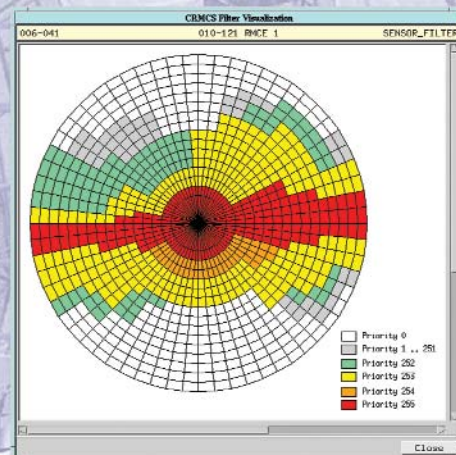 CRMCS Filter Visualization
006-041 010-121 RMCE 1 SENSOR_FILTER
Priority 0
Priority 1 .. 251
Priority 252
Priority 253
Priority 254
Priority 255
Close